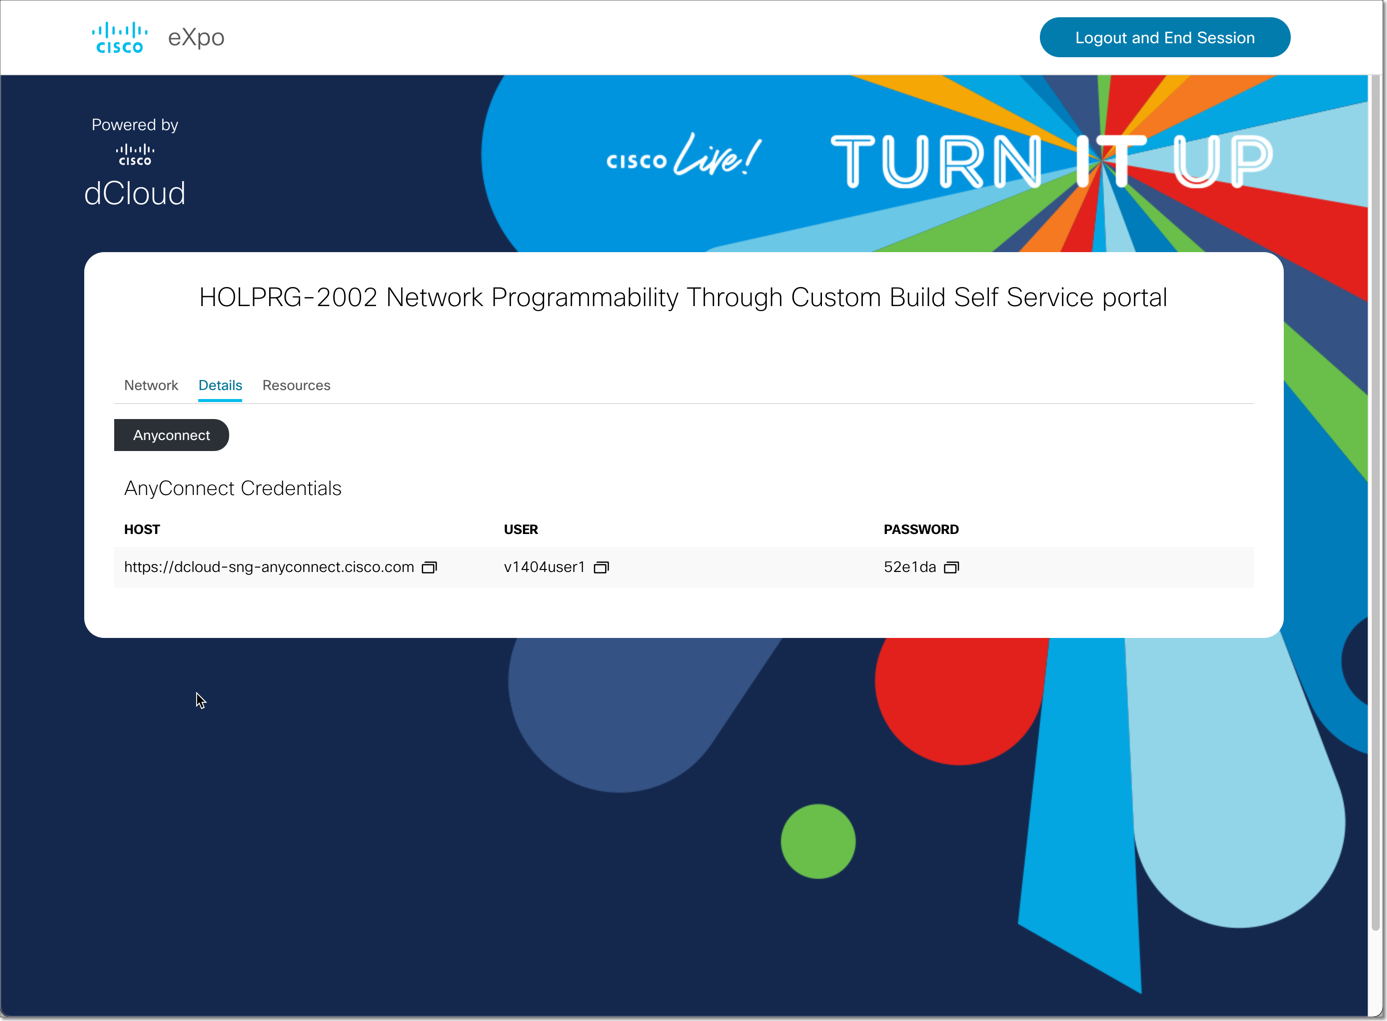 CISCO eXpo
Logout and End Session
Powered by
CISCO
dCloud
CISCO Live!
TURN IT UP
HOLPRG-2002 Network Programmability Through Custom Build Self Service portal
Network Details Resources
Anyconnect
AnyConnect Credentials
HOST USER PASSWORD
https://dcloud-sng-anyconnect.cisco.com v1404user1 52e1da